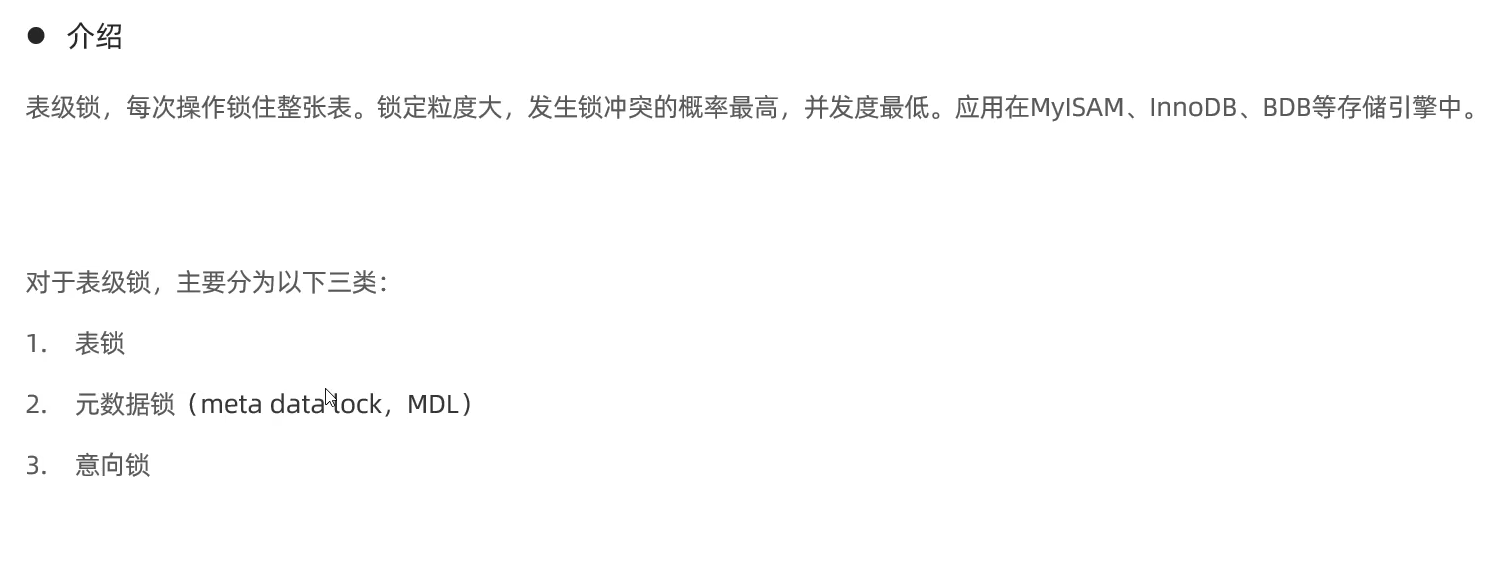 ● 介绍
表级锁，每次操作锁住整张表。锁定粒度大，发生锁冲突的概率最高，并发度最低。应用在MyISAM、InnoDB、BDB等存储引擎中。
对于表级锁，主要分为以下三类：
1. 表锁
2. 元数据锁（meta data lock，MDL）
3. 意向锁